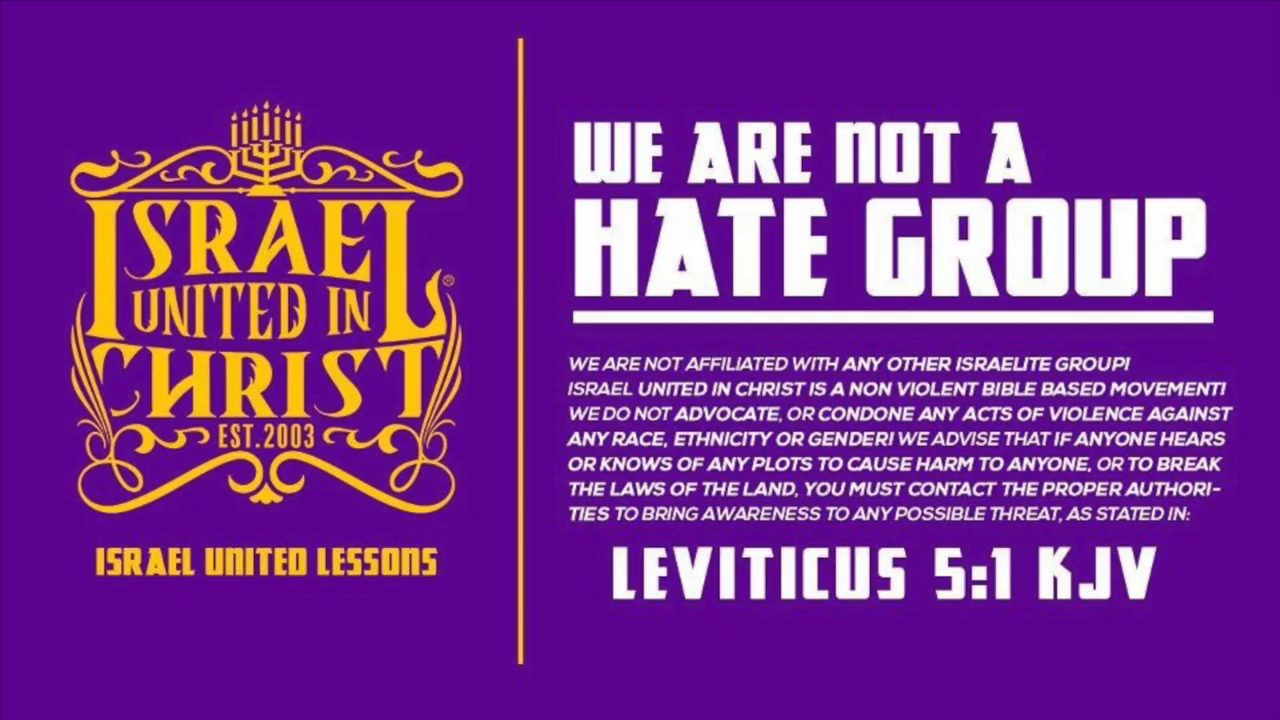 ISRAEL
UNITED IN
CHRIST®
EST.2003
ISRAEL UNITED LESSONS
WE ARE NOT A
HATE GROUP
WE ARE NOT AFFILIATED WITH ANY OTHER ISRAELITE GROUP!
ISRAEL UNITED IN CHRIST IS A NON VIOLENT BIBLE BASED MOVEMENT!
WE DO NOT ADVOCATE, OR CONDONE ANY ACTS OF VIOLENCE AGAINST
ANY RACE, ETHNICITY OR GENDER! WE ADVISE THAT IF ANYONE HEARS
OR KNOWS OF ANY PLOTS TO CAUSE HARM TO ANYONE, OR TO BREAK
THE LAWS OF THE LAND, YOU MUST CONTACT THE PROPER AUTHORI-
TIES TO BRING AWARENESS TO ANY POSSIBLE THREAT, AS STATED IN:
LEVITICUS 5:1 KJV